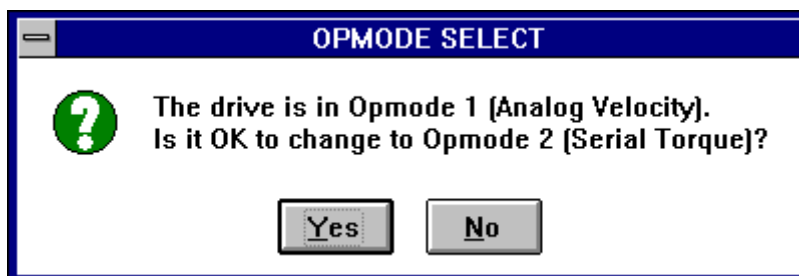 OPMODE SELECT
The drive is in Opmode 1 (Analog Velocity).
Is it OK to change to Opmode 2 (Serial Torque)?
Yes No